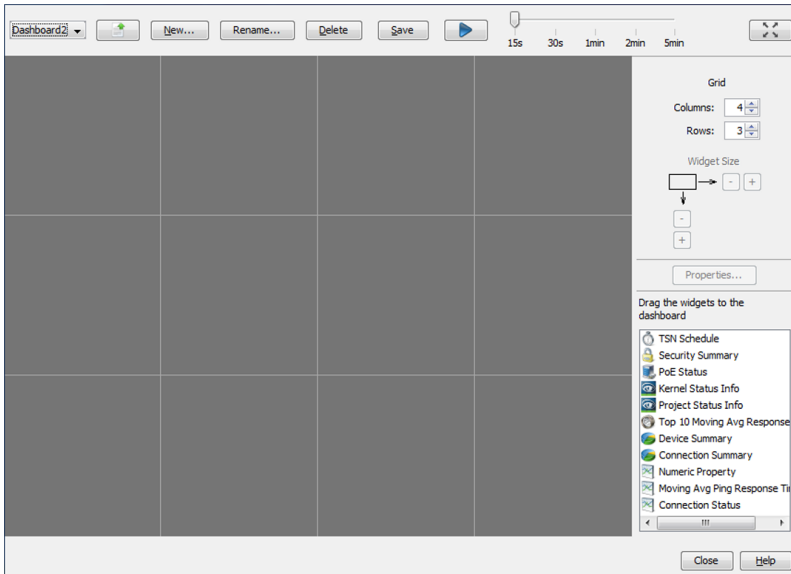 Dashboard2 New... Rename... Delete Save
15s 30s 1min 2min 5min
Grid
Columns: 4
Rows: 3
Widget Size
- +
-
+
Properties...
Drag the widgets to the
dashboard
TSN Schedule
Security Summary
PoE Status
Kernel Status Info
Project Status Info
Top 10 Moving Avg Response
Device Summary
Connection Summary
Numeric Property
Moving Avg Ping Response Ti
Connection Status
Close Help